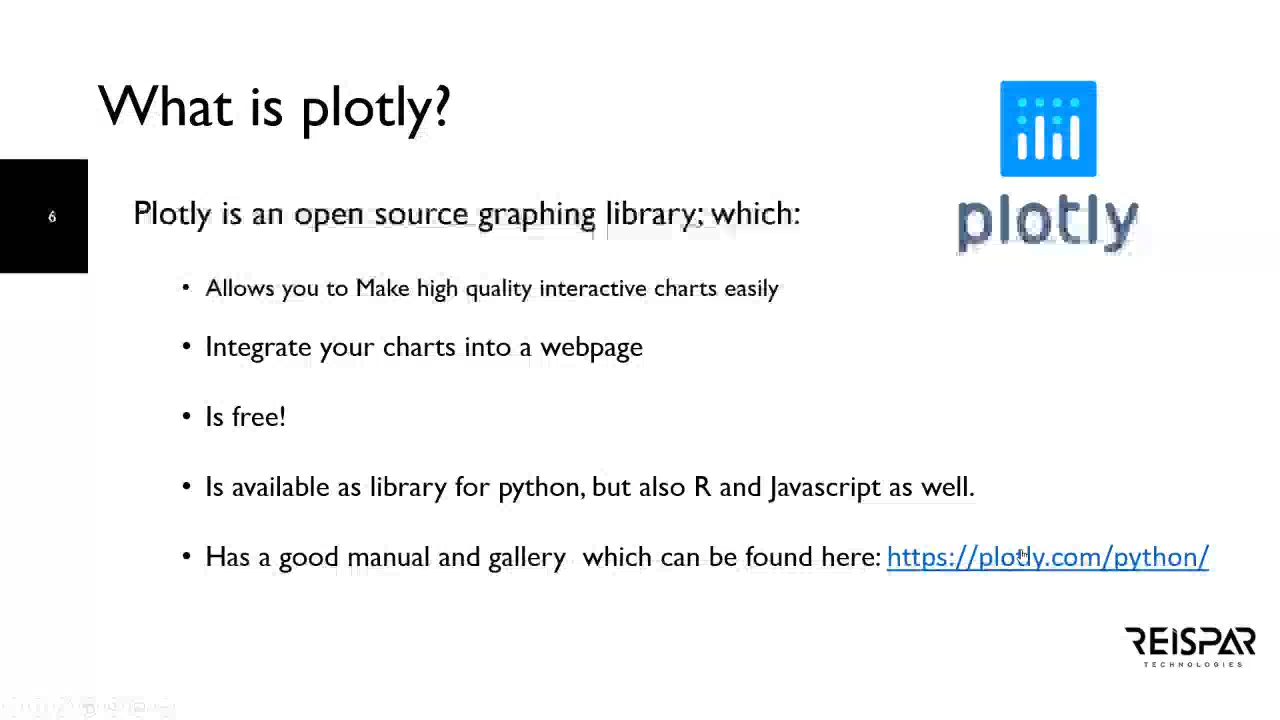 What is plotly?
plotly
6
Plotly is an open source graphing library; which:
• Allows you to Make high quality interactive charts easily
• Integrate your charts into a webpage
• Is free!
• Is available as library for python, but also R and Javascript as well.
• Has a good manual and gallery which can be found here: https://plotly.com/python/
REISPAR
TECHNOLOGIES